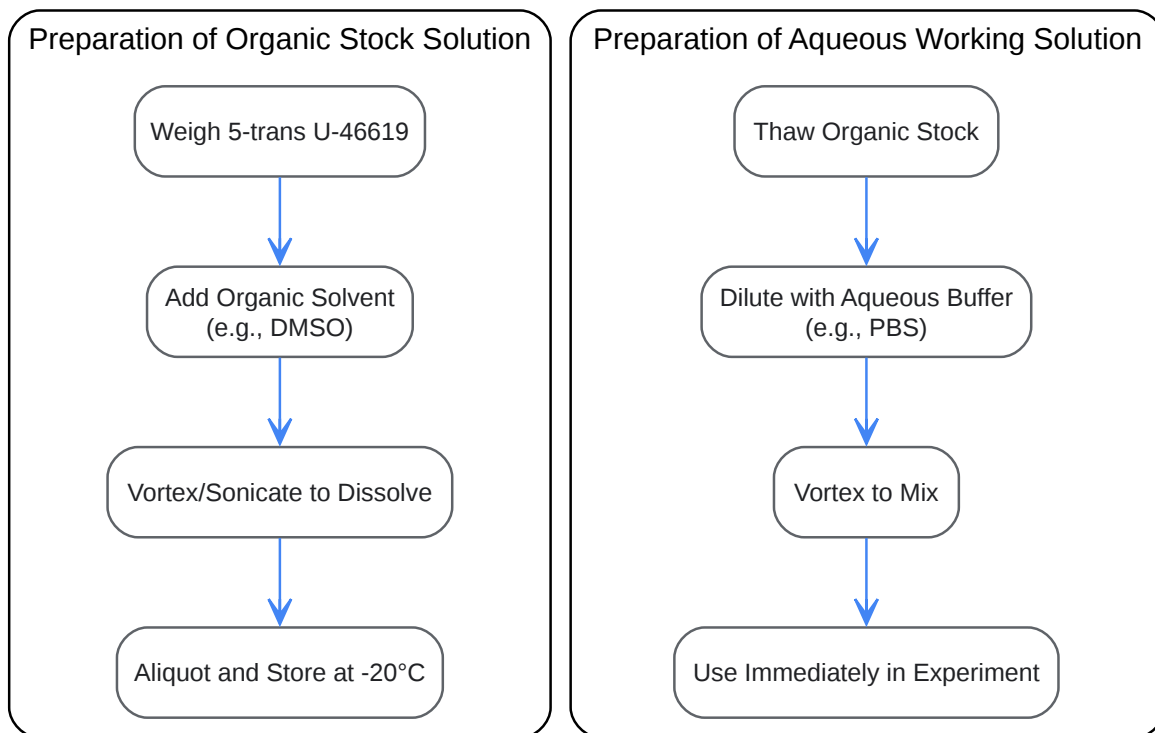 Preparation of Organic Stock Solution
Weigh 5-trans U-46619
Add Organic Solvent
(e.g., DMSO)
Vortex/Sonicate to Dissolve
Aliquot and Store at -20°C
Preparation of Aqueous Working Solution
Thaw Organic Stock
Dilute with Aqueous Buffer
(e.g., PBS)
Vortex to Mix
Use Immediately in Experiment